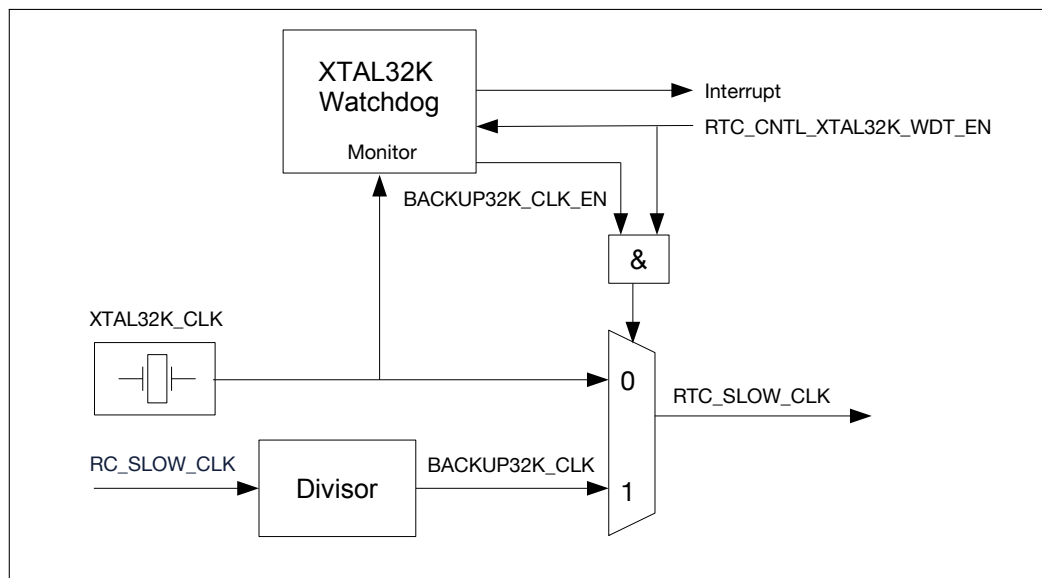 XTAL32K
Watchdog
Interrupt
RTC_CNTL_XTAL32K_WDT_EN
Monitor
BACKUP32K_CLK_EN
&
XTAL32K_CLK
0
RTC_SLOW_CLK
RC_SLOW_CLK
BACKUP32K_CLK
Divisor
1